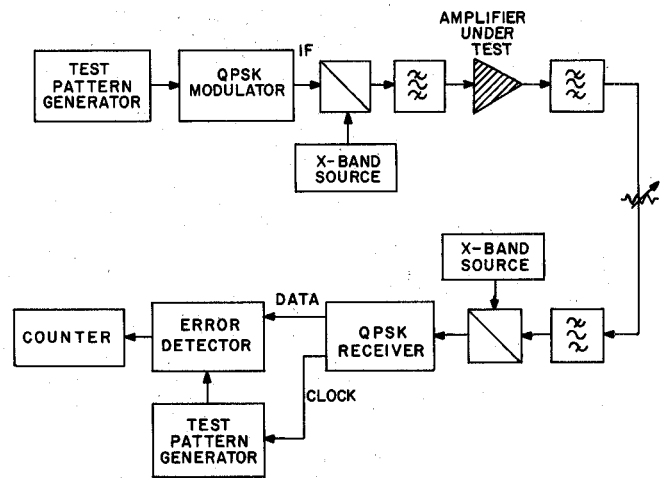 TEST
PATTERN
GENERATOR
QPSK
MODULATOR
IF
X-BAND
SOURCE
AMPLIFIER
UNDER
TEST
X-BAND
SOURCE
COUNTER
ERROR
DETECTOR
DATA
QPSK
RECEIVER
CLOCK
TEST
PATTERN
GENERATOR